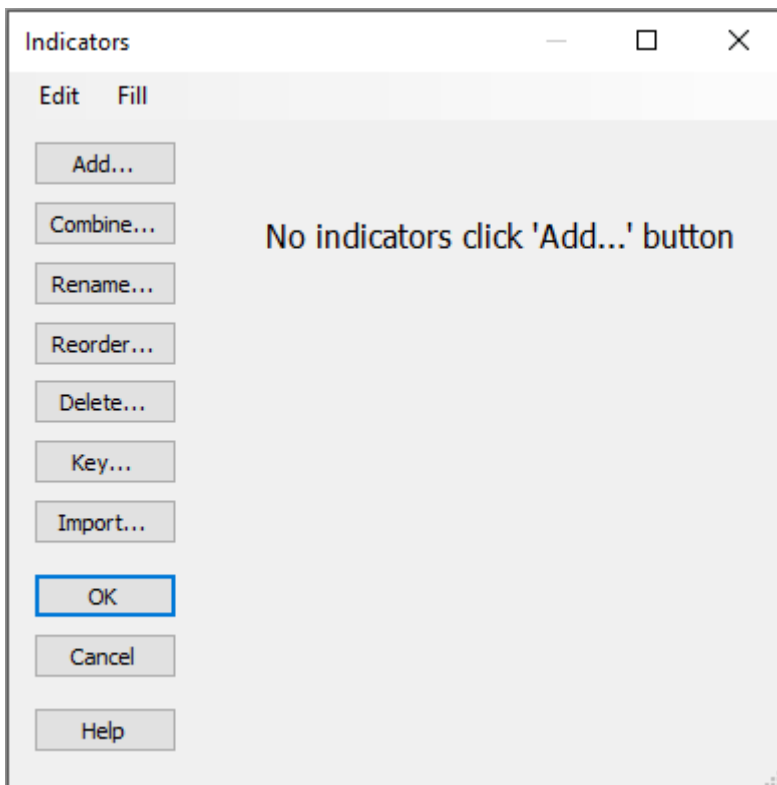 Indicators
Edit Fill
Add...
Combine...
No indicators click 'Add...' button
Rename...
Reorder...
Delete...
Key...
Import...
OK
Cancel
Help